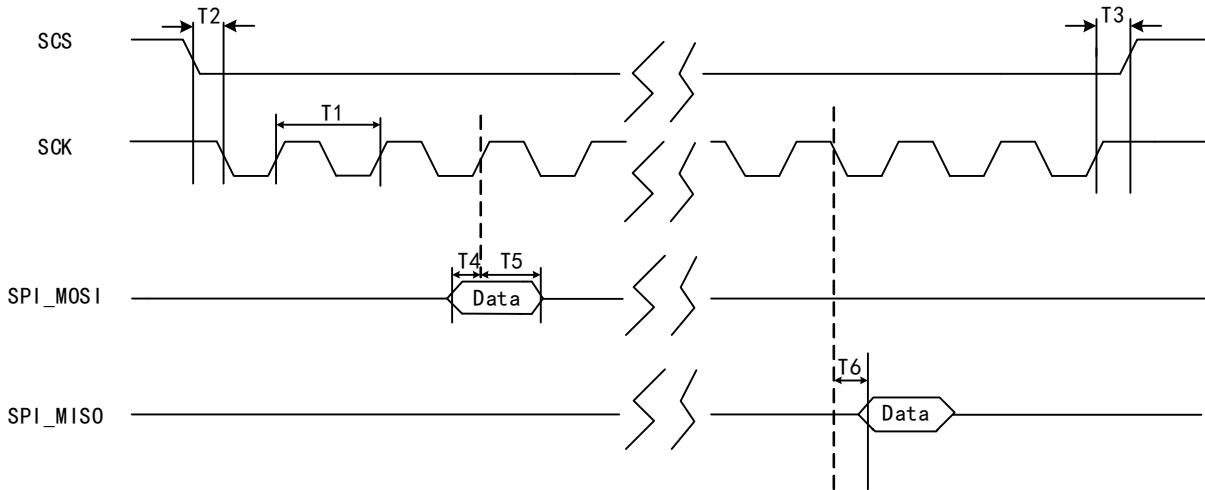 T2
T3
SCS
T1
SCK
T4 T5
SPI_MOSI
Data
T6
SPI_MISO
Data